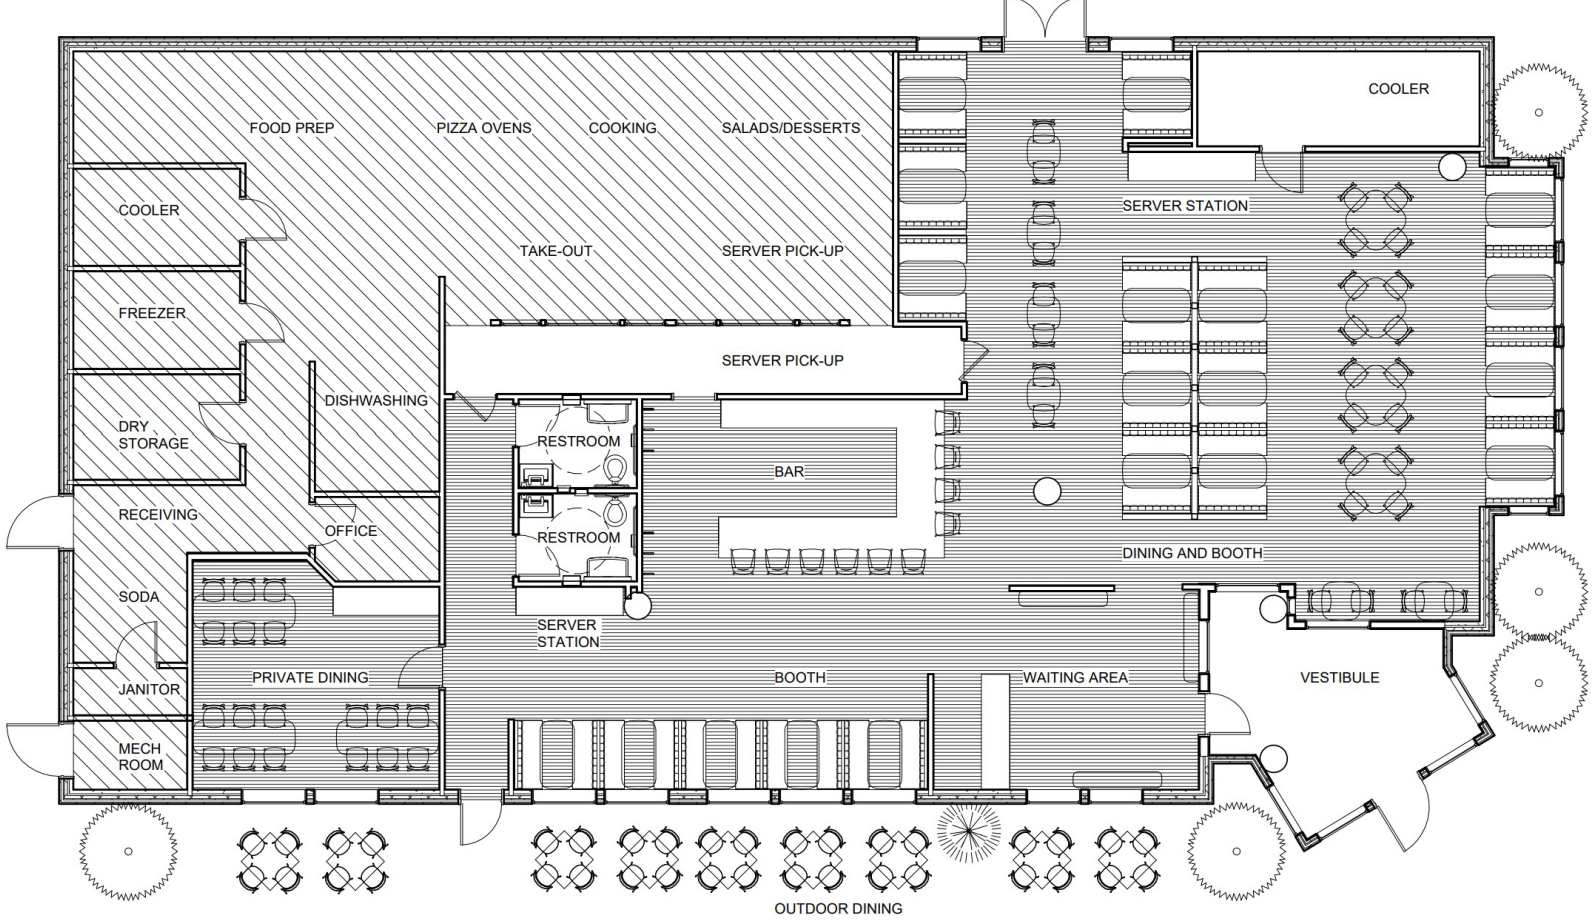 COOLER
FOOD PREP
PIZZA OVENS
COOKING
SALADS/DESSERTS
COOLER
SERVER STATION
TAKE-OUT
SERVER PICK-UP
FREEZER
SERVER PICK-UP
DISHWASHING
DRY
STORAGE
RESTROOM
BAR
RECEIVING
OFFICE
RESTROOM
DINING AND BOOTH
SODA
SERVER
STATION
JANITOR
PRIVATE DINING
BOOTH
WAITING AREA
VESTIBULE
MECH
ROOM
OUTDOOR DINING